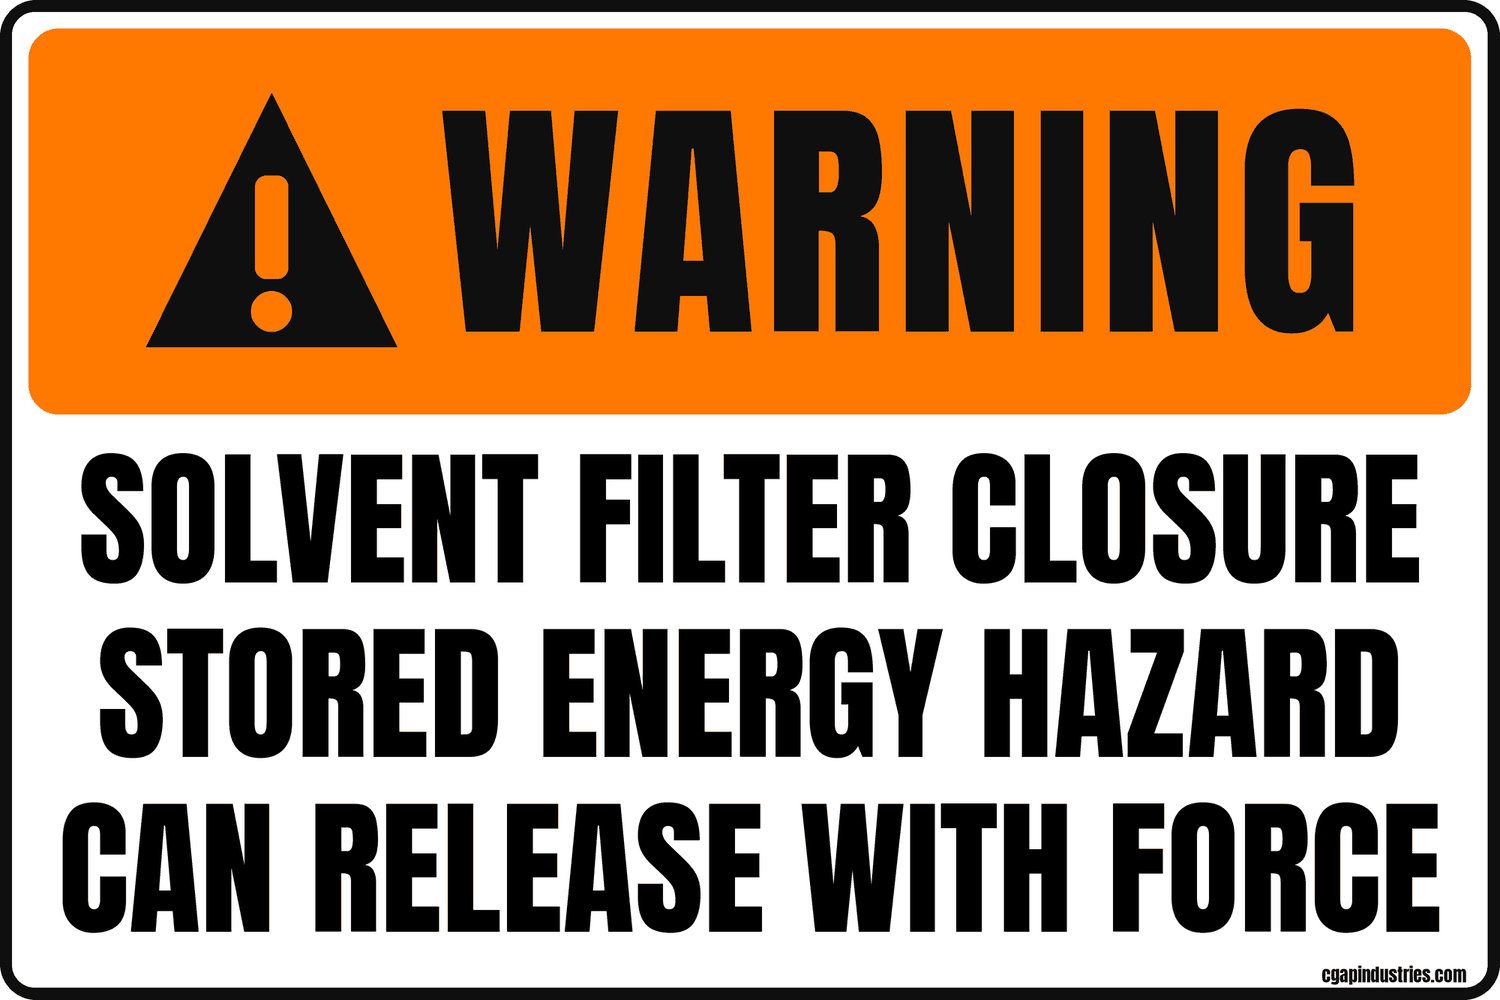 WARNING
SOLVENT FILTER CLOSURE
STORED ENERGY HAZARD
CAN RELEASE WITH FORCE
cgapindustries.com